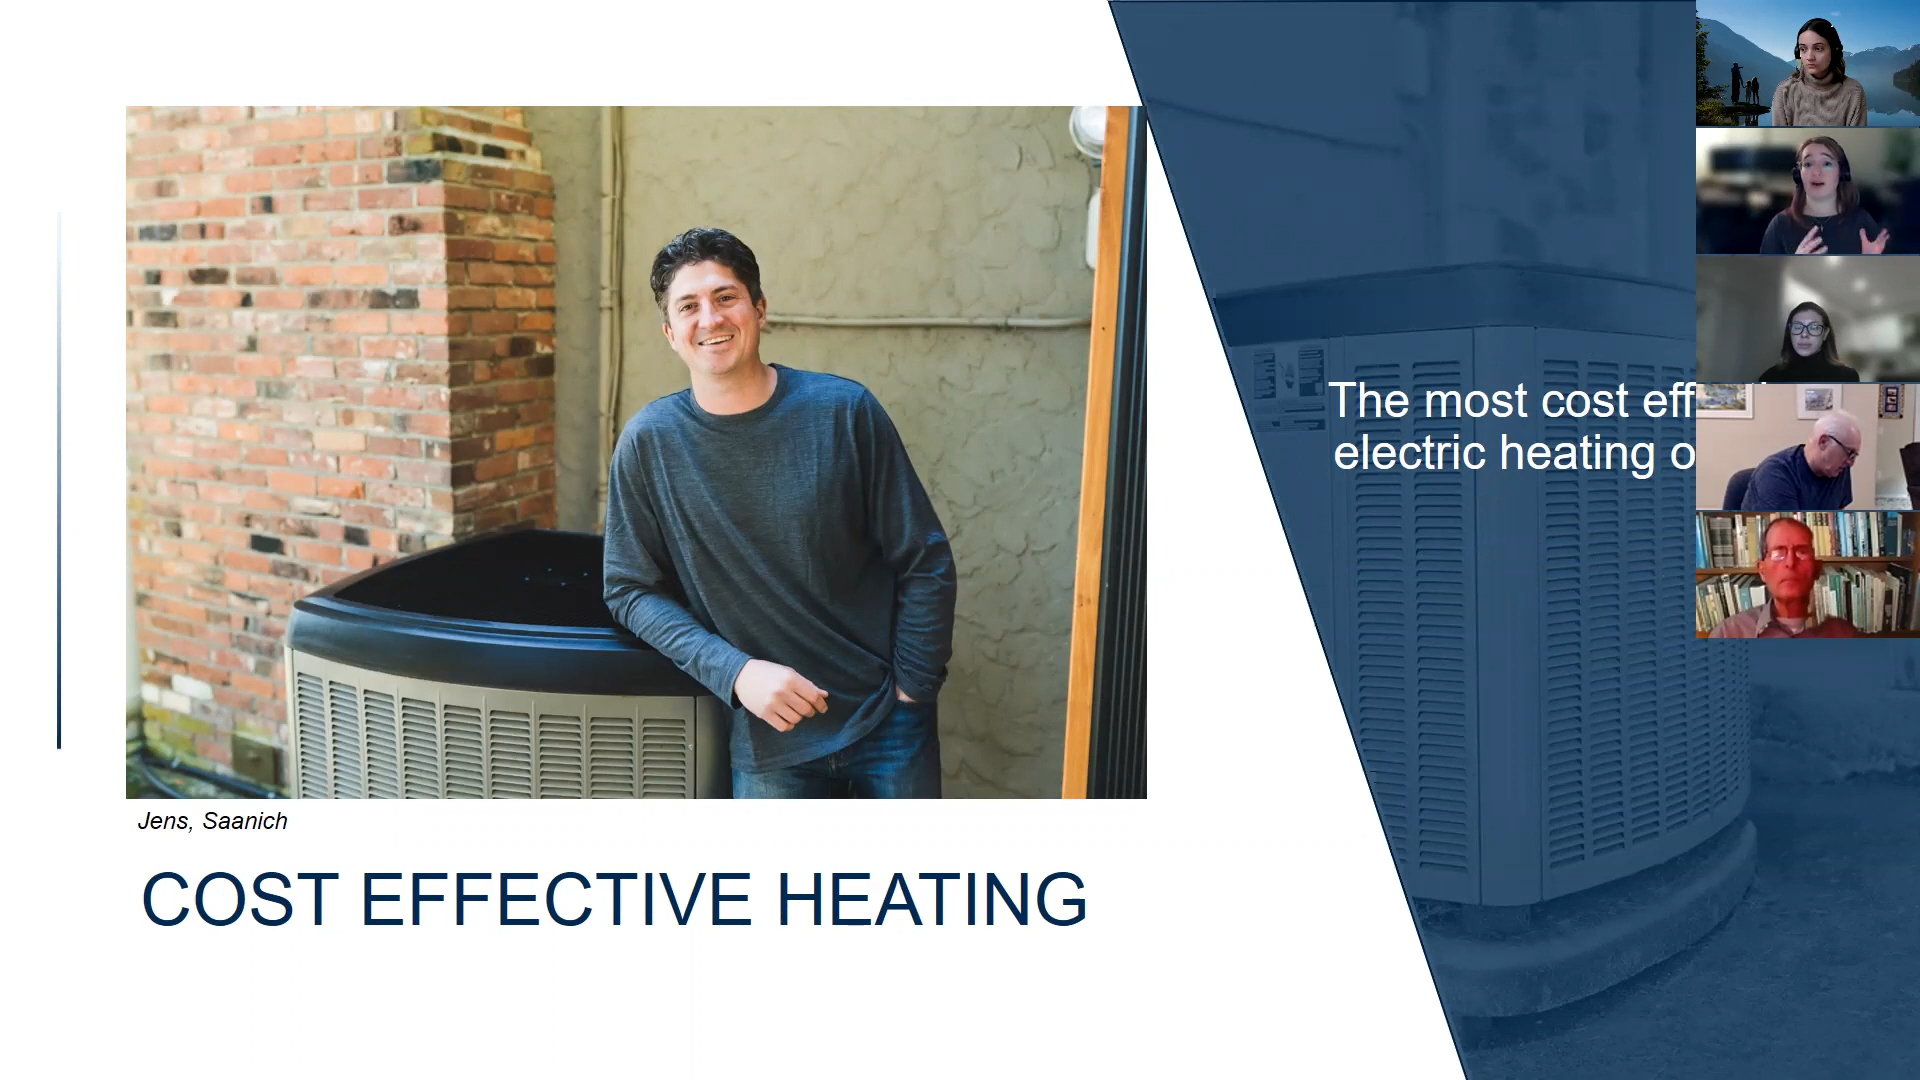 The most cost eff
electric heating o
Jens, Saanich
COST EFFECTIVE HEATING